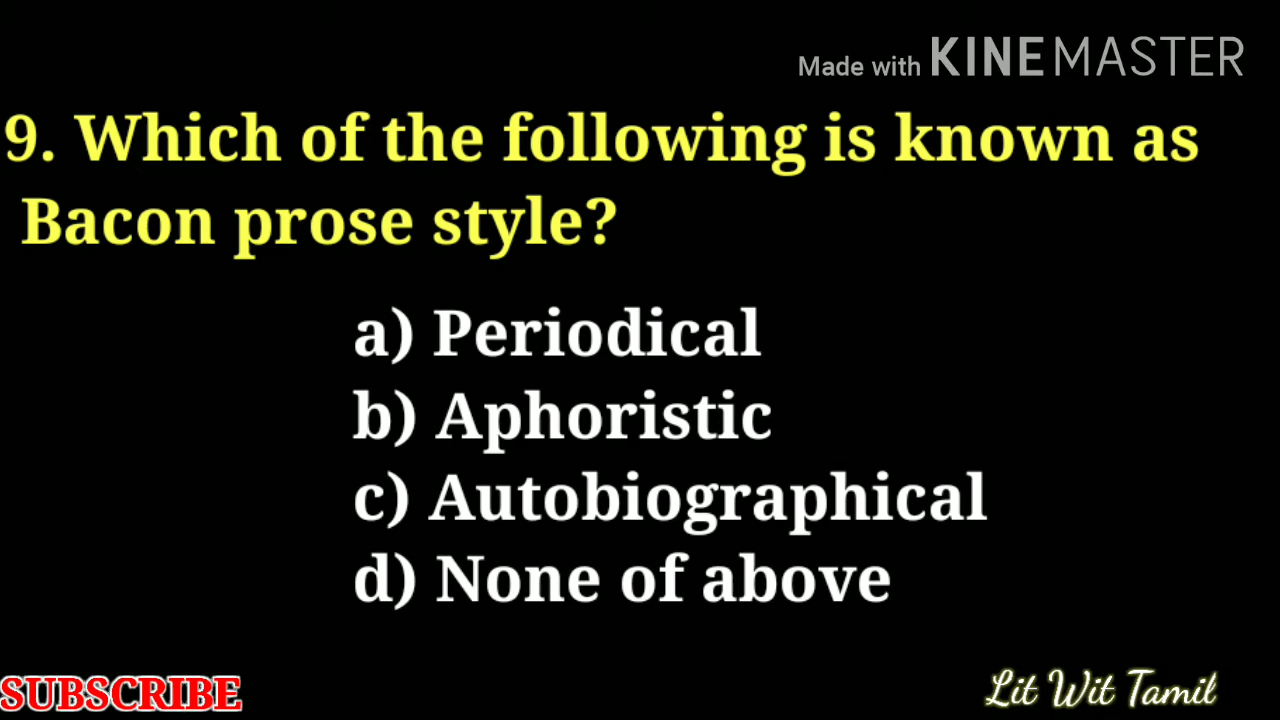 Made with KINEMASTER
9. Which of the following is known as
Bacon prose style?
a) Periodical
b) Aphoristic
c) Autobiographical
d) None of above
SUBSCRIBE
Lit Wit Tamil